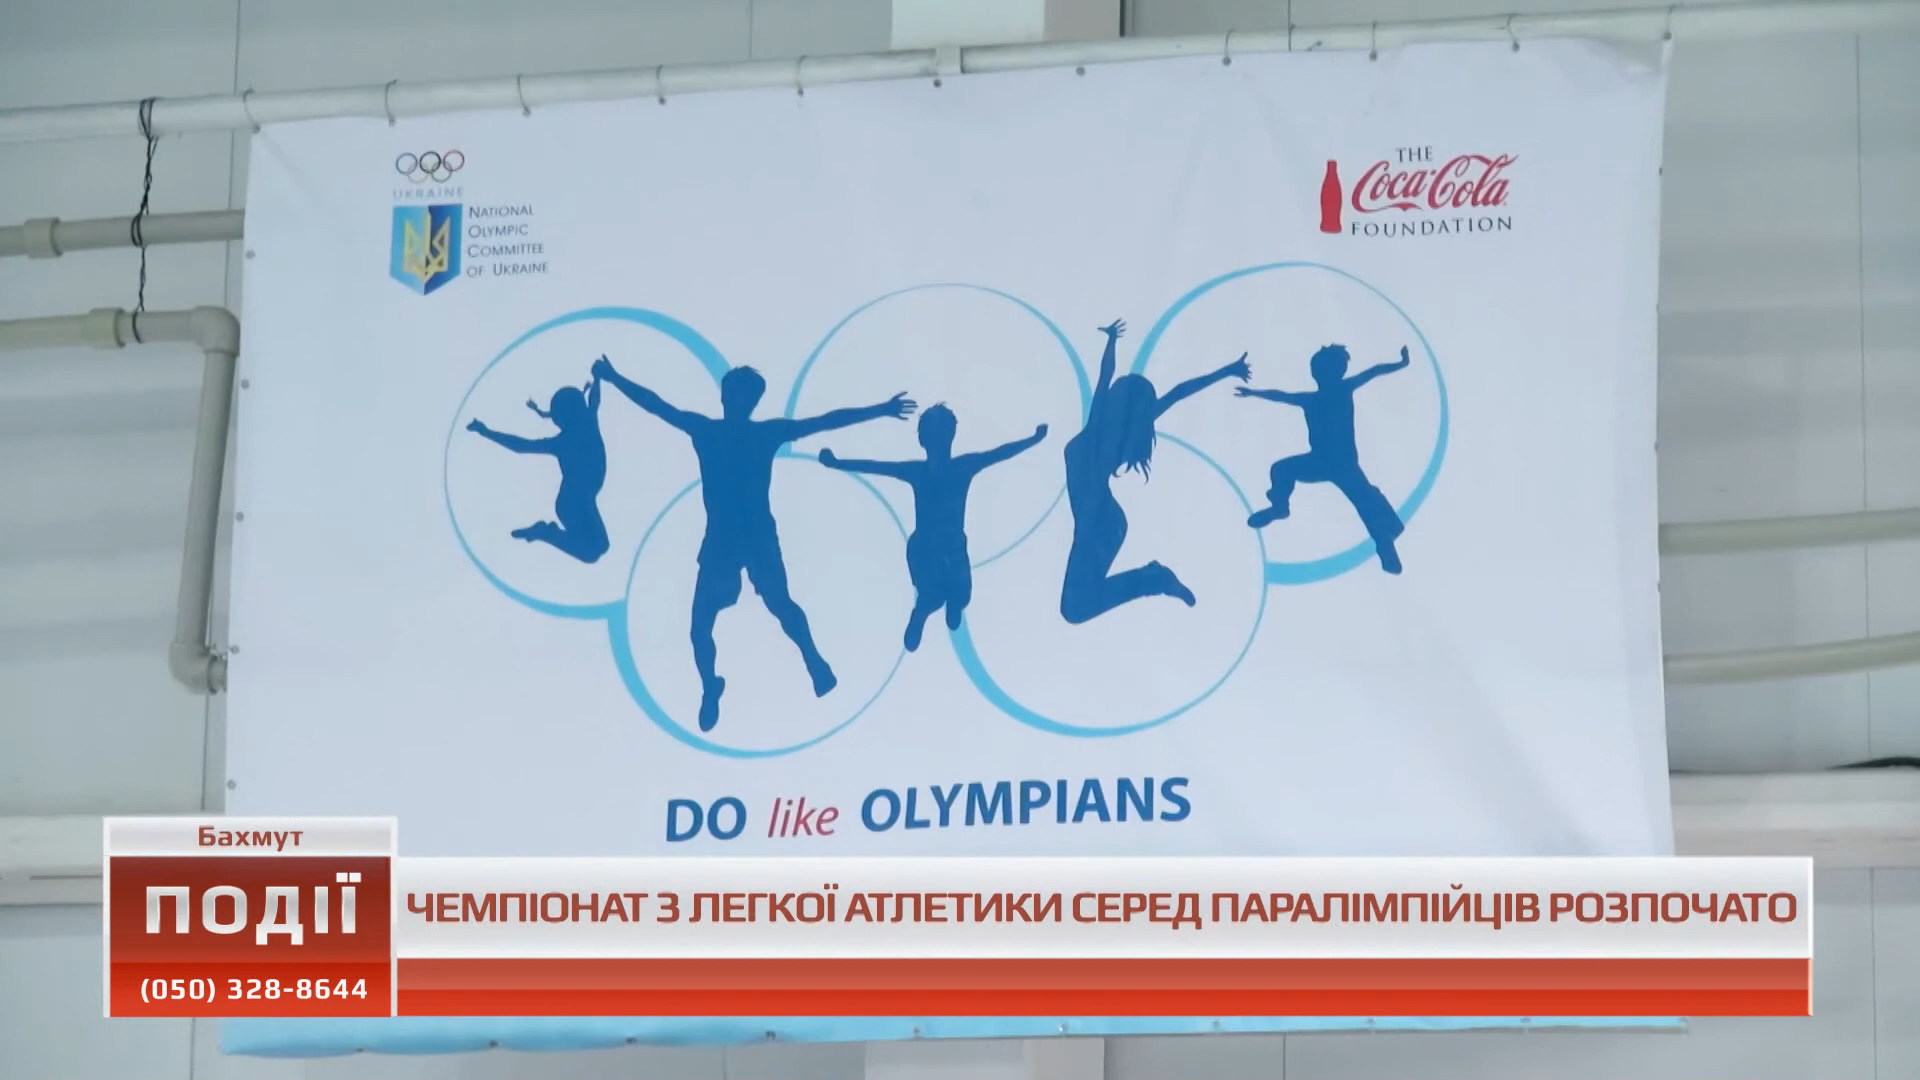 UKRAINE
NATIONAL
OLYMPIC
COMMITTEE
OF UKRAINE
THE
Coca-Cola
FOUNDATION
DO like OLYMPIANS
Бахмут
ПОДІЇ
(050) 328-8644
ЧЕМПІОНАТ З ЛЕГКОЇ АТЛЕТИКИ СЕРЕД ПАРАЛІМПІЙЦІВ РОЗПОЧАТО